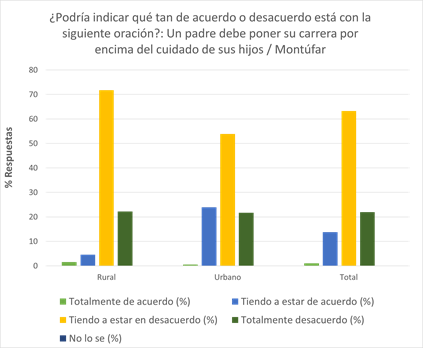 ¿Podría indicar qué tan de acuerdo o desacuerdo está con la
siguiente oración?: Un padre debe poner su carrera por
encima del cuidado de sus hijos / Montúfar
% Respuestas
80
70
60
50
40
30
20
10
0
Rural
Urbano
Total
Totalmente de acuerdo (%)
Tiendo a estar de acuerdo (%)
Tiendo a estar en desacuerdo (%)
Totalmente desacuerdo (%)
No lo se (%)